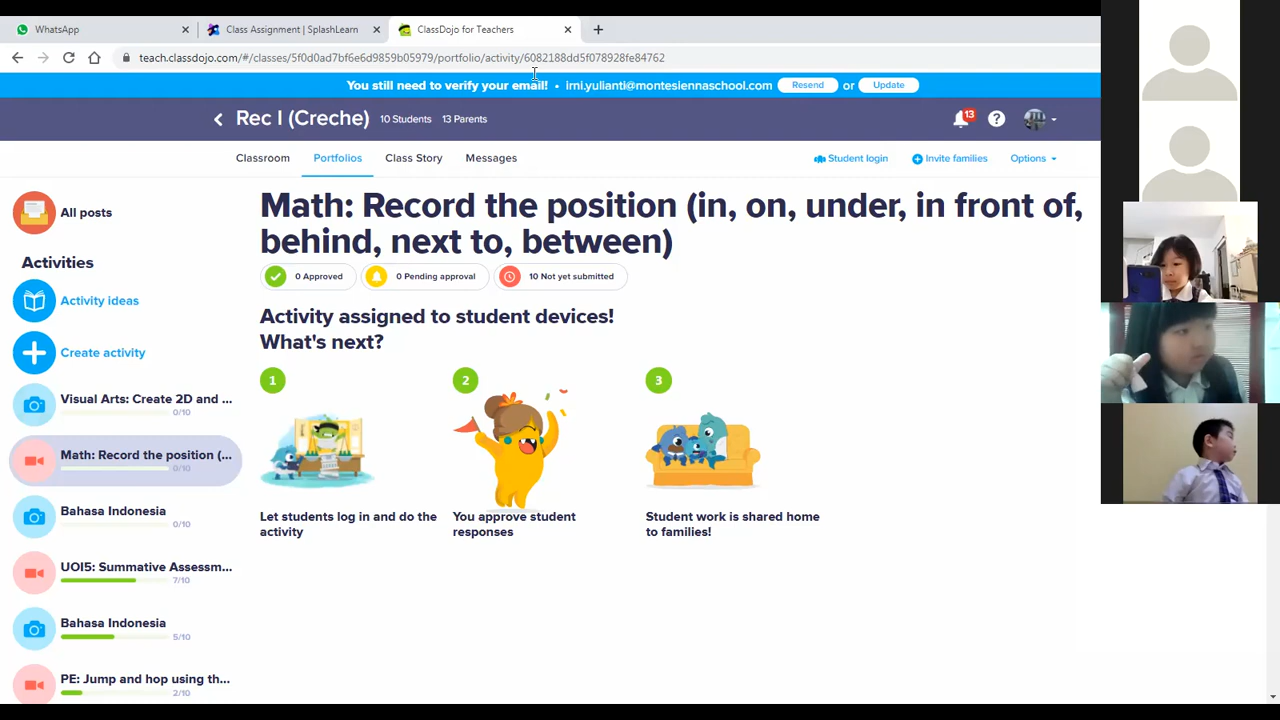 WhatsApp
Class Assignment | SplashLearn
ClassDojo for Teachers
teach.classdojo.com/#/classes/5f0d0ad7bf6e6d9859b05979/portfolio/activity/6082188dd5f078928fe84762
You still need to verify your email! • irni.yulianti@montesiennaschool.com Resend or Update
Rec I (Creche) 10 Students 13 Parents
13
Classroom Portfolios Class Story Messages Student login Invite families Options
All posts
Activities
Activity ideas
Create activity
Visual Arts: Create 2D and ...
0/10
Math: Record the position (...
0/10
Bahasa Indonesia
0/10
UOI5: Summative Assessm...
7/10
Bahasa Indonesia
5/10
PE: Jump and hop using th...
2/10
Math: Record the position (in, on, under, in front of,
behind, next to, between)
0 Approved 0 Pending approval 10 Not yet submitted
Activity assigned to student devices!
What's next?
1
Let students log in and do the
activity
2
You approve student
responses
3
Student work is shared home
to families!